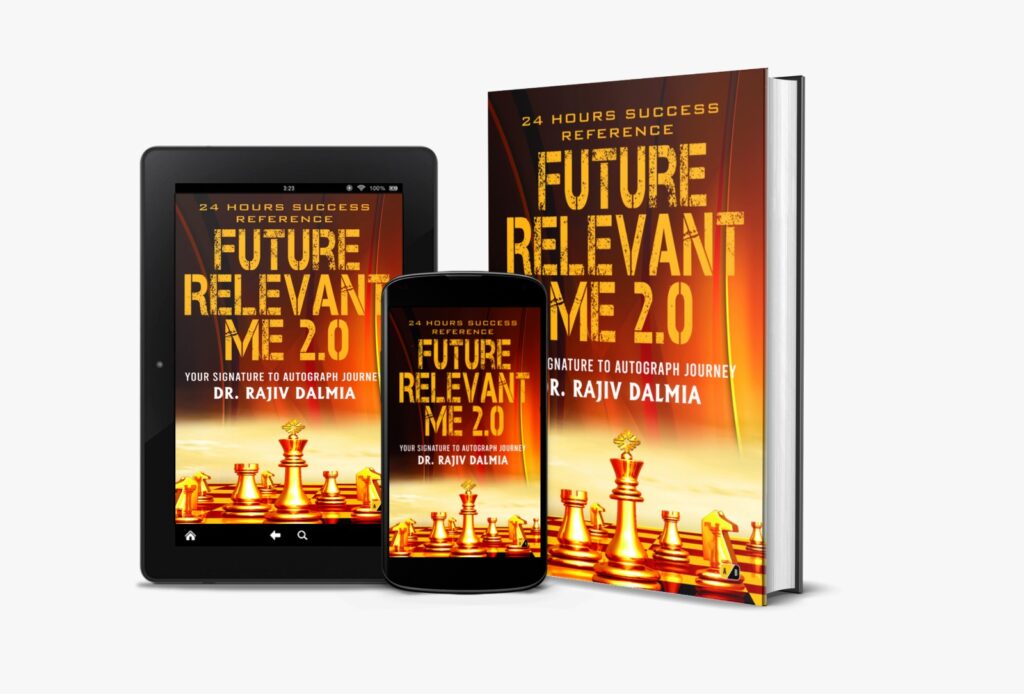 3:23
100%
24 HOURS SUCCESS
REFERENCE
FUTURE
RELEVANT
ME 2.0
YOUR SIGNATURE TO AUTOGRAPH JOURNEY
DR. RAJIV DALMIA
24 HOURS SUCCESS
REFERENCE
FUTURE
RELEVANT
ME 2.0
YOUR SIGNATURE TO AUTOGRAPH JOURNEY
DR. RAJIV DALMIA
24 HOURS SUCCESS
REFERENCE
FUTURE
RELEVANT
ME 2.0
GNATURE TO AUTOGRAPH JOURNEY
R. RAJIV DALMIA